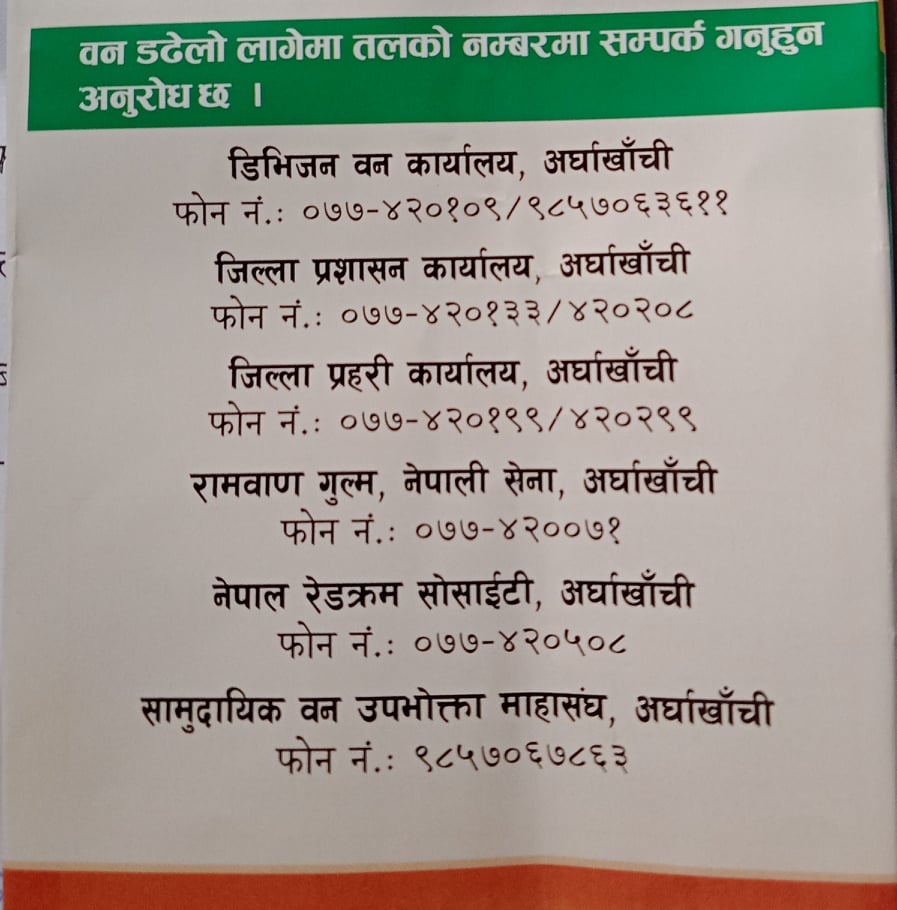 वन डढेलो लागेमा तलको नम्बरमा सम्पर्क गनुहुन
अनुरोध छ ।
डिभिजन वन कार्यालय, अर्घाखाँची
फोन नं.: ०७७-४२०१०९/९८५७०६३६११
जिल्ला प्रशासन कार्यालय, अर्घाखाँची
फोन नं.: ०७७-४२०१३३/४२०२०८
जिल्ला प्रहरी कार्यालय, अर्घाखाँची
फोन नं.: ०७७-४२०१९९/४२०२९९
रामवाण गुल्म, नेपाली सेना, अर्घाखाँची
फोन नं.: ०७७-४२००७१
नेपाल रेडक्रम सोसाईटी, अर्घाखाँची
फोन नं.: ०७७-४२०५०८
सामुदायिक वन उपभोक्ता माहासंघ, अर्घाखाँची
फोन नं.: ९८५७०६७८६३